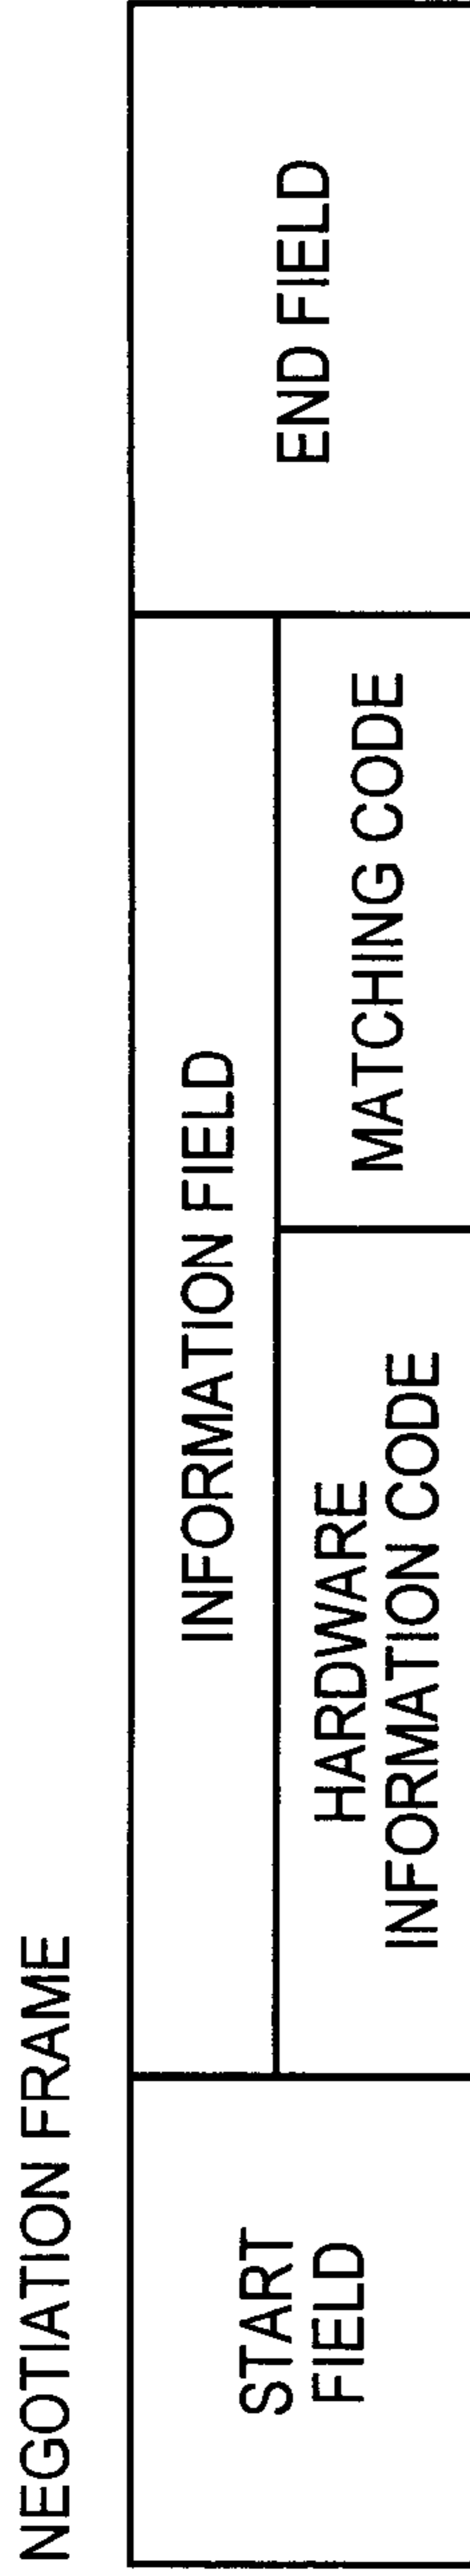 NEGOTIATION FRAME
START
FIELD
INFORMATION FIELD
HARDWARE
INFORMATION CODE
MATCHING CODE
END FIELD